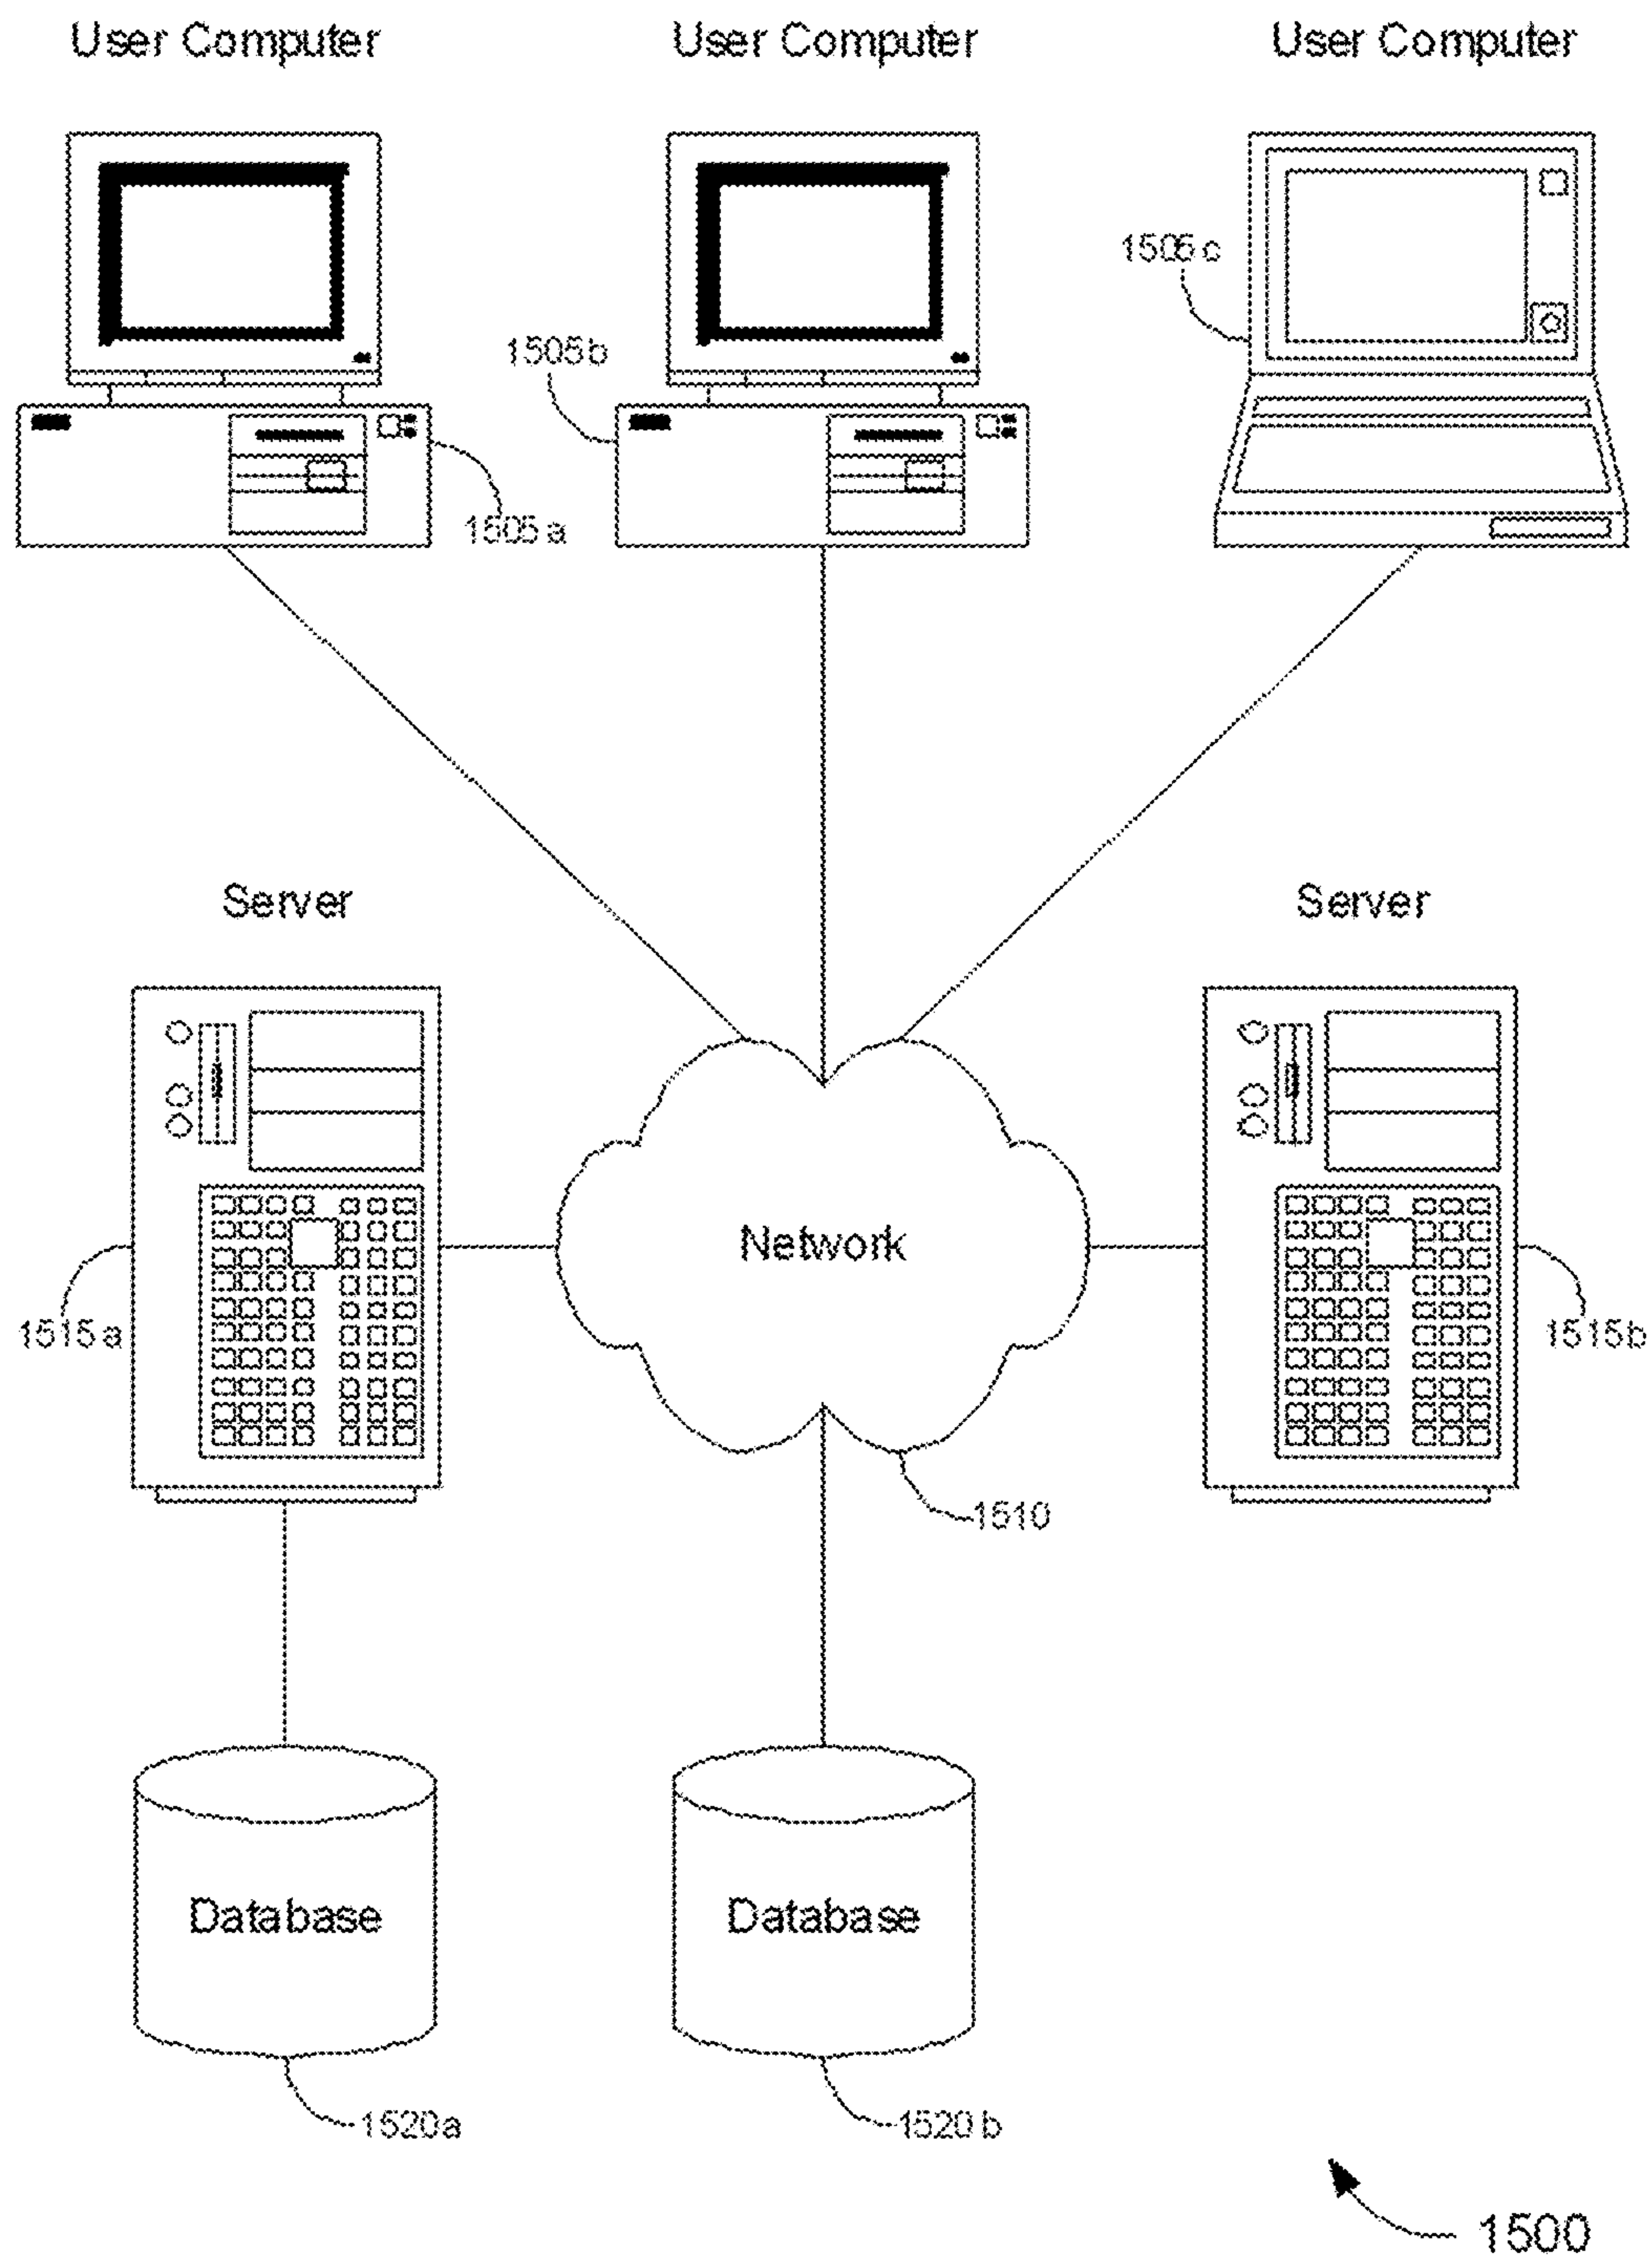 User Computer User Computer User Computer
1505 c
1505 b
1505 a
Server Server
Network
1515 a 1515 b
1510
Database Database
1520 a 1520 b
1500